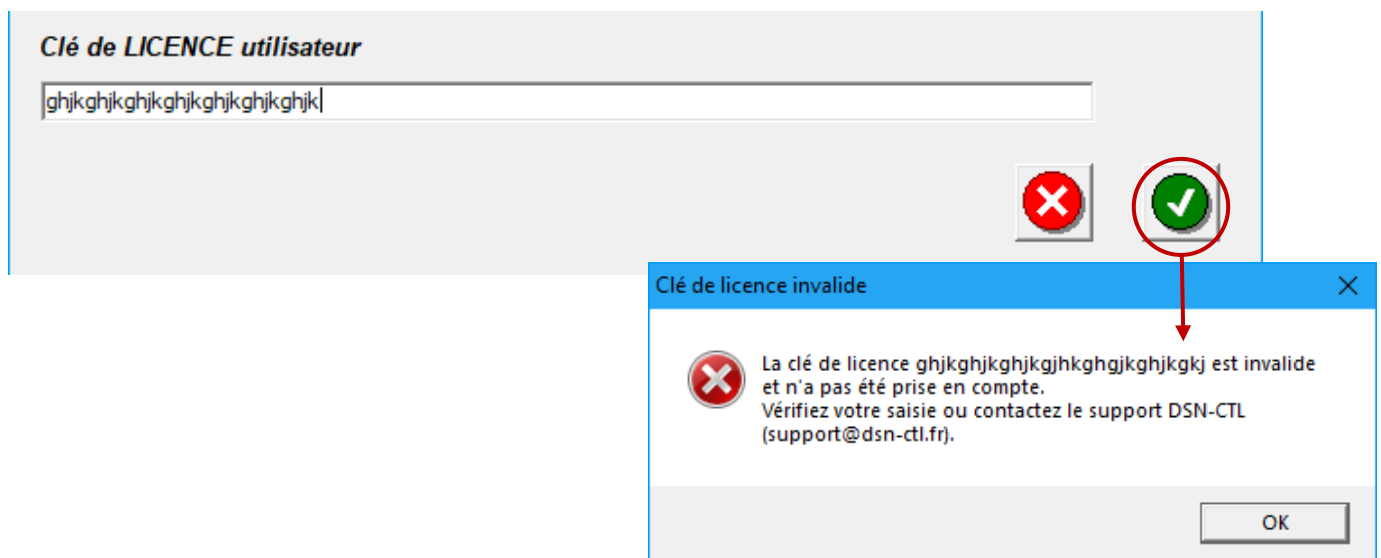 Clé de LICENCE utilisateur
ghjkghjkghjkghjkghjkghjkghjk
Clé de licence invalide
La clé de licence ghjkghjkghjkgjhkghgjkghjkgkj est invalide
et n'a pas été prise en compte.
Vérifiez votre saisie ou contactez le support DSN-CTL
(support@dsn-ctl.fr).
OK